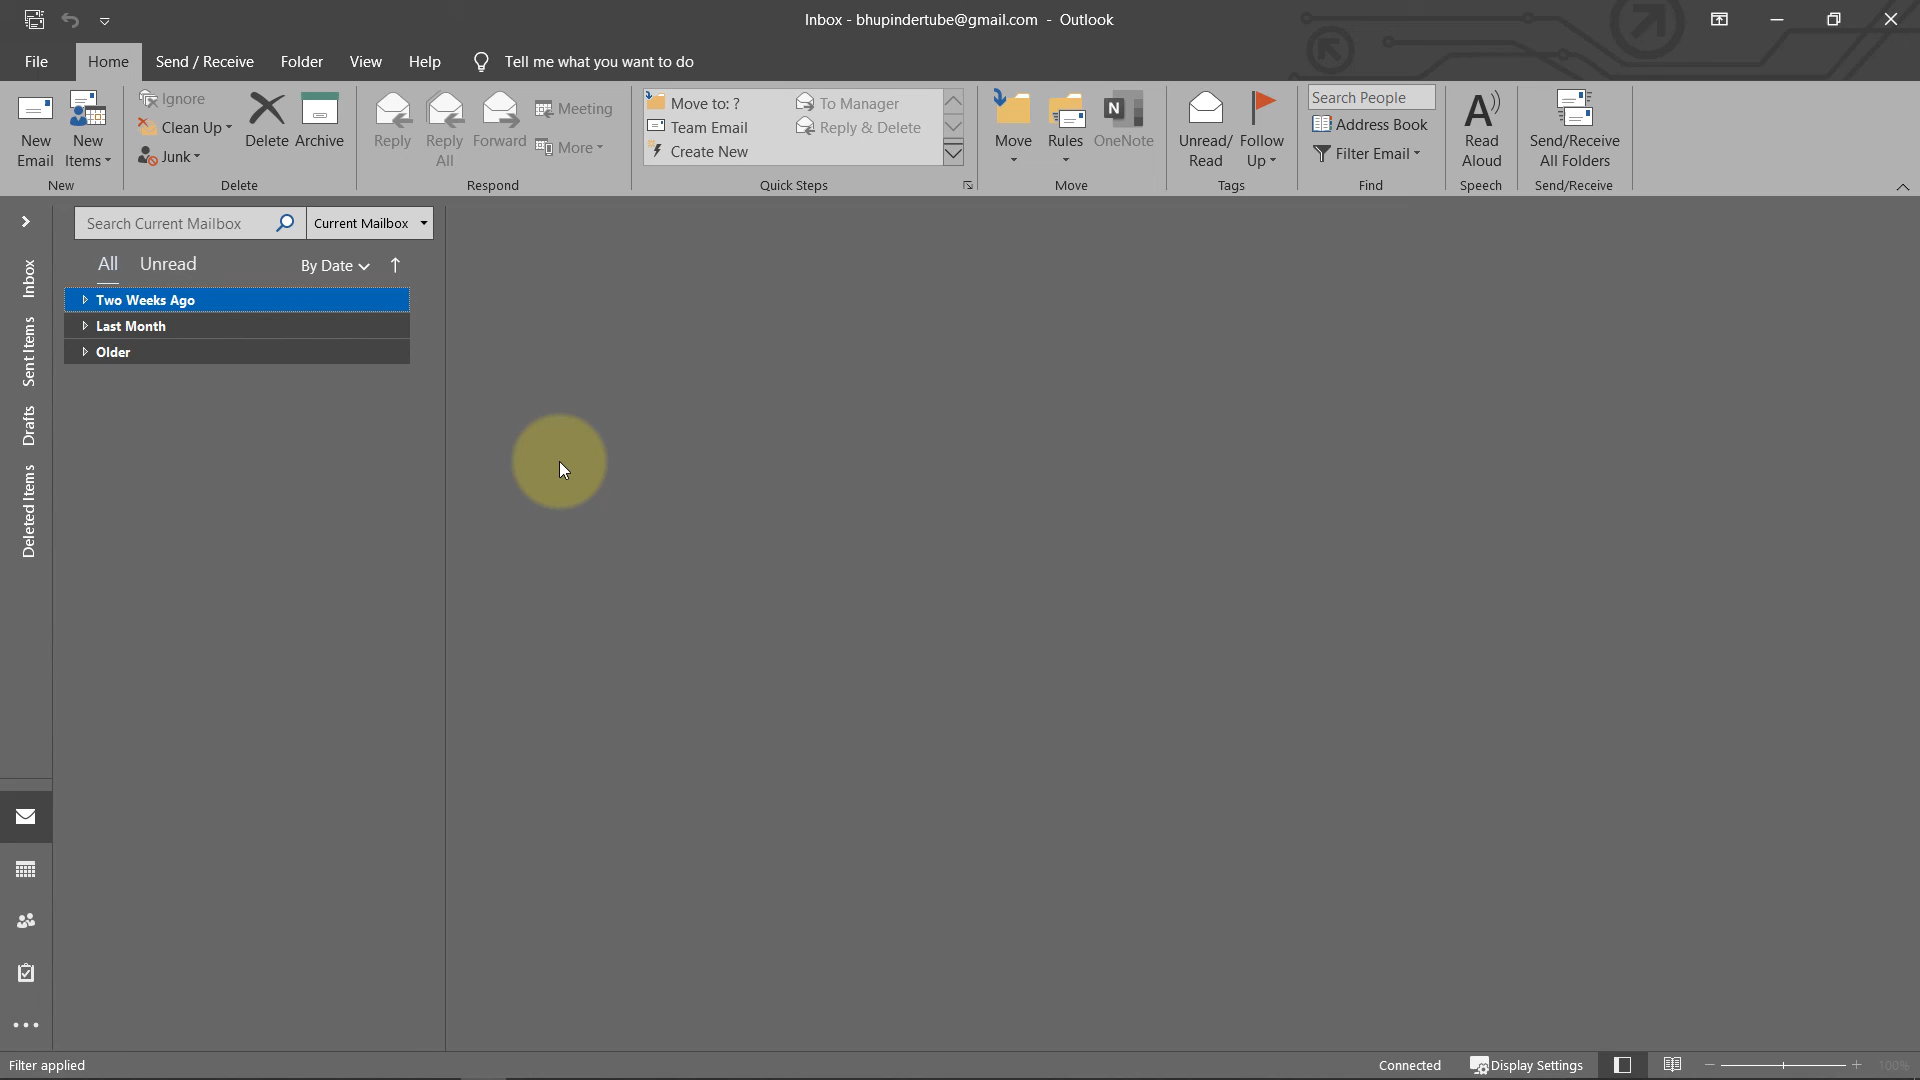 Inbox - bhupindertube@gmail.com - Outlook
File Home Send / Receive Folder View Help Tell me what you want to do
New Email
New Items
New
Ignore
Clean Up
Junk
Delete
Archive
Delete
Reply
Reply All
Forward
Meeting
More
Respond
Move to: ?
Team Email
Create New
To Manager
Reply & Delete
Quick Steps
Move
Rules
N
OneNote
Move
Unread/ Read
Follow Up
Tags
Search People
Address Book
Filter Email
Find
A
Read Aloud
Speech
Send/Receive All Folders
Send/Receive
Search Current Mailbox
Current Mailbox
All Unread By Date
Two Weeks Ago
Last Month
Older
Inbox
Sent Items
Drafts
Deleted Items
Filter applied
Connected
Display Settings
100%